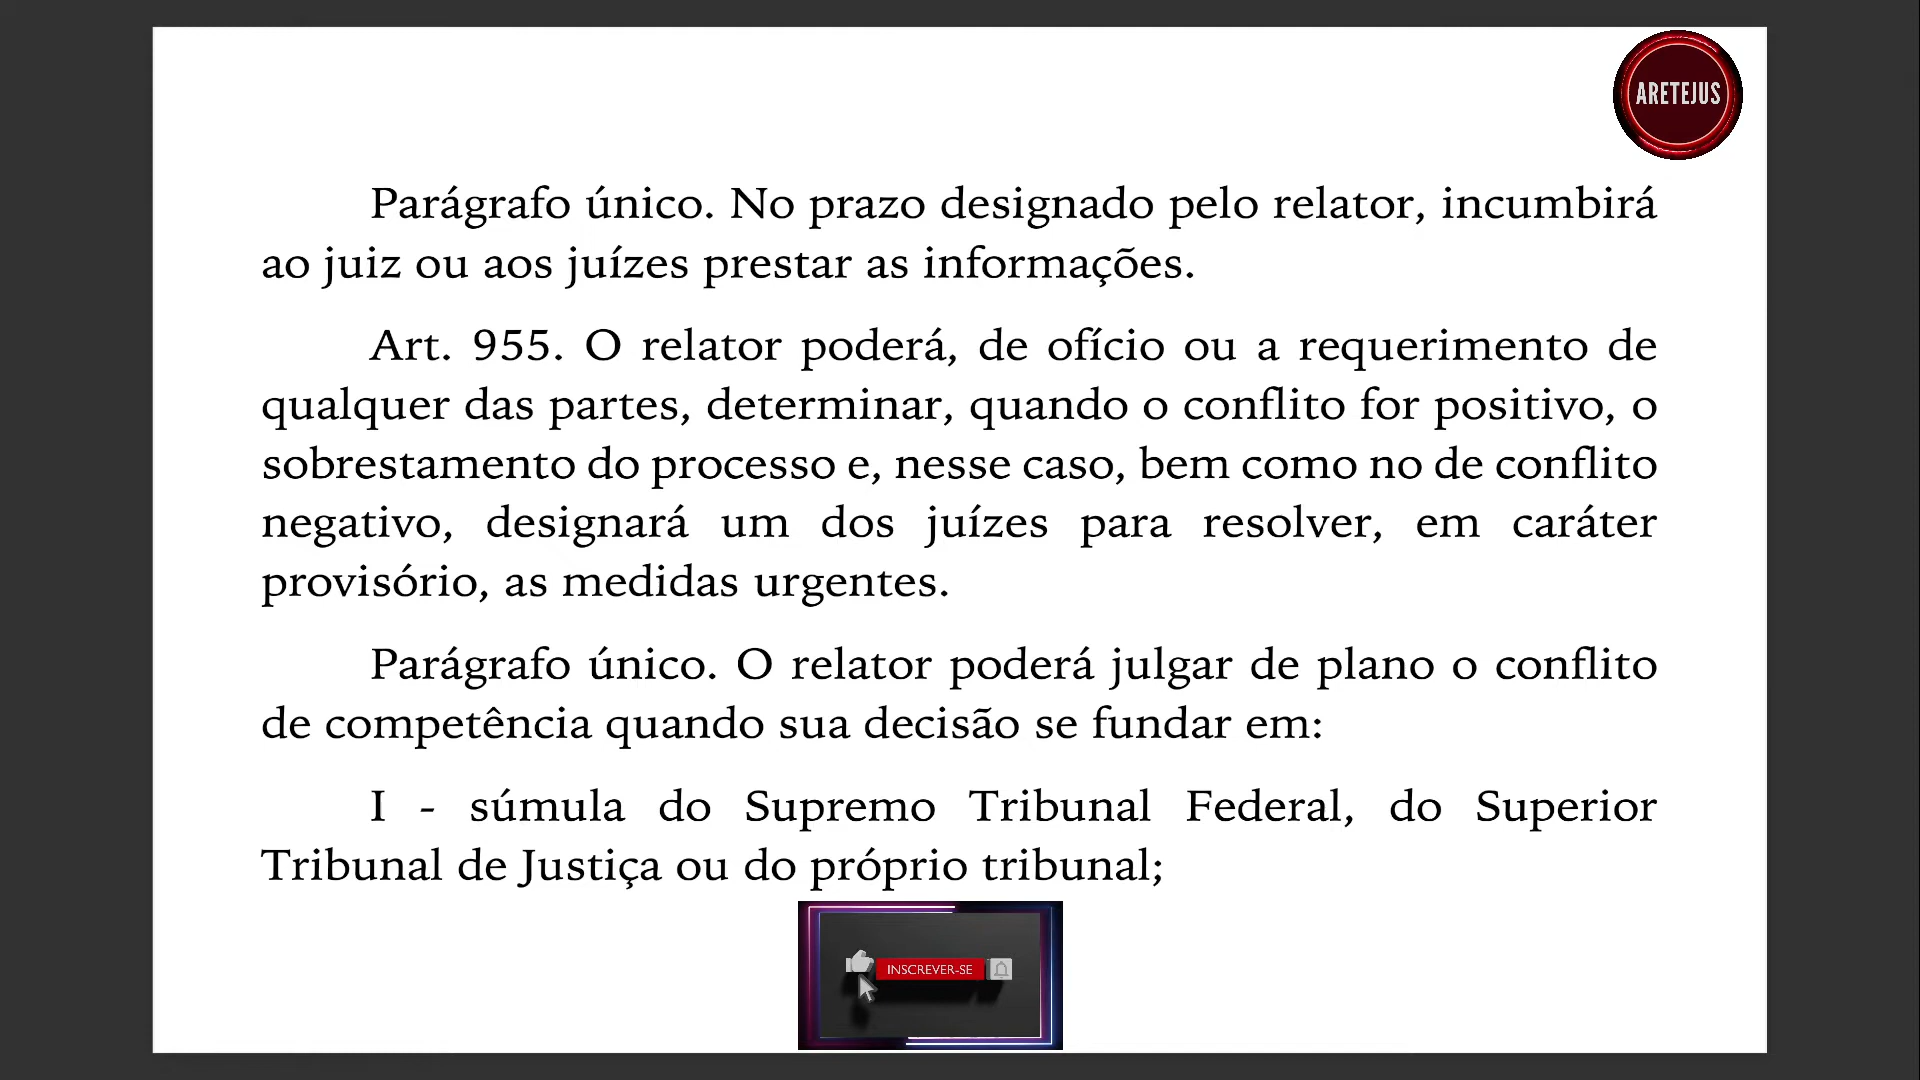 ARETEJUS
Parágrafo único. No prazo designado pelo relator, incumbirá
ao juiz ou aos juízes prestar as informações.
Art. 955. O relator poderá, de ofício ou a requerimento de
qualquer das partes, determinar, quando o conflito for positivo, o
sobrestamento do processo e, nesse caso, bem como no de conflito
negativo, designará um dos juízes para resolver, em caráter
provisório, as medidas urgentes.
Parágrafo único. O relator poderá julgar de plano o conflito
de competência quando sua decisão se fundar em:
I - súmula do Supremo Tribunal Federal, do Superior
Tribunal de Justiça ou do próprio tribunal;
INSCREVER-SE